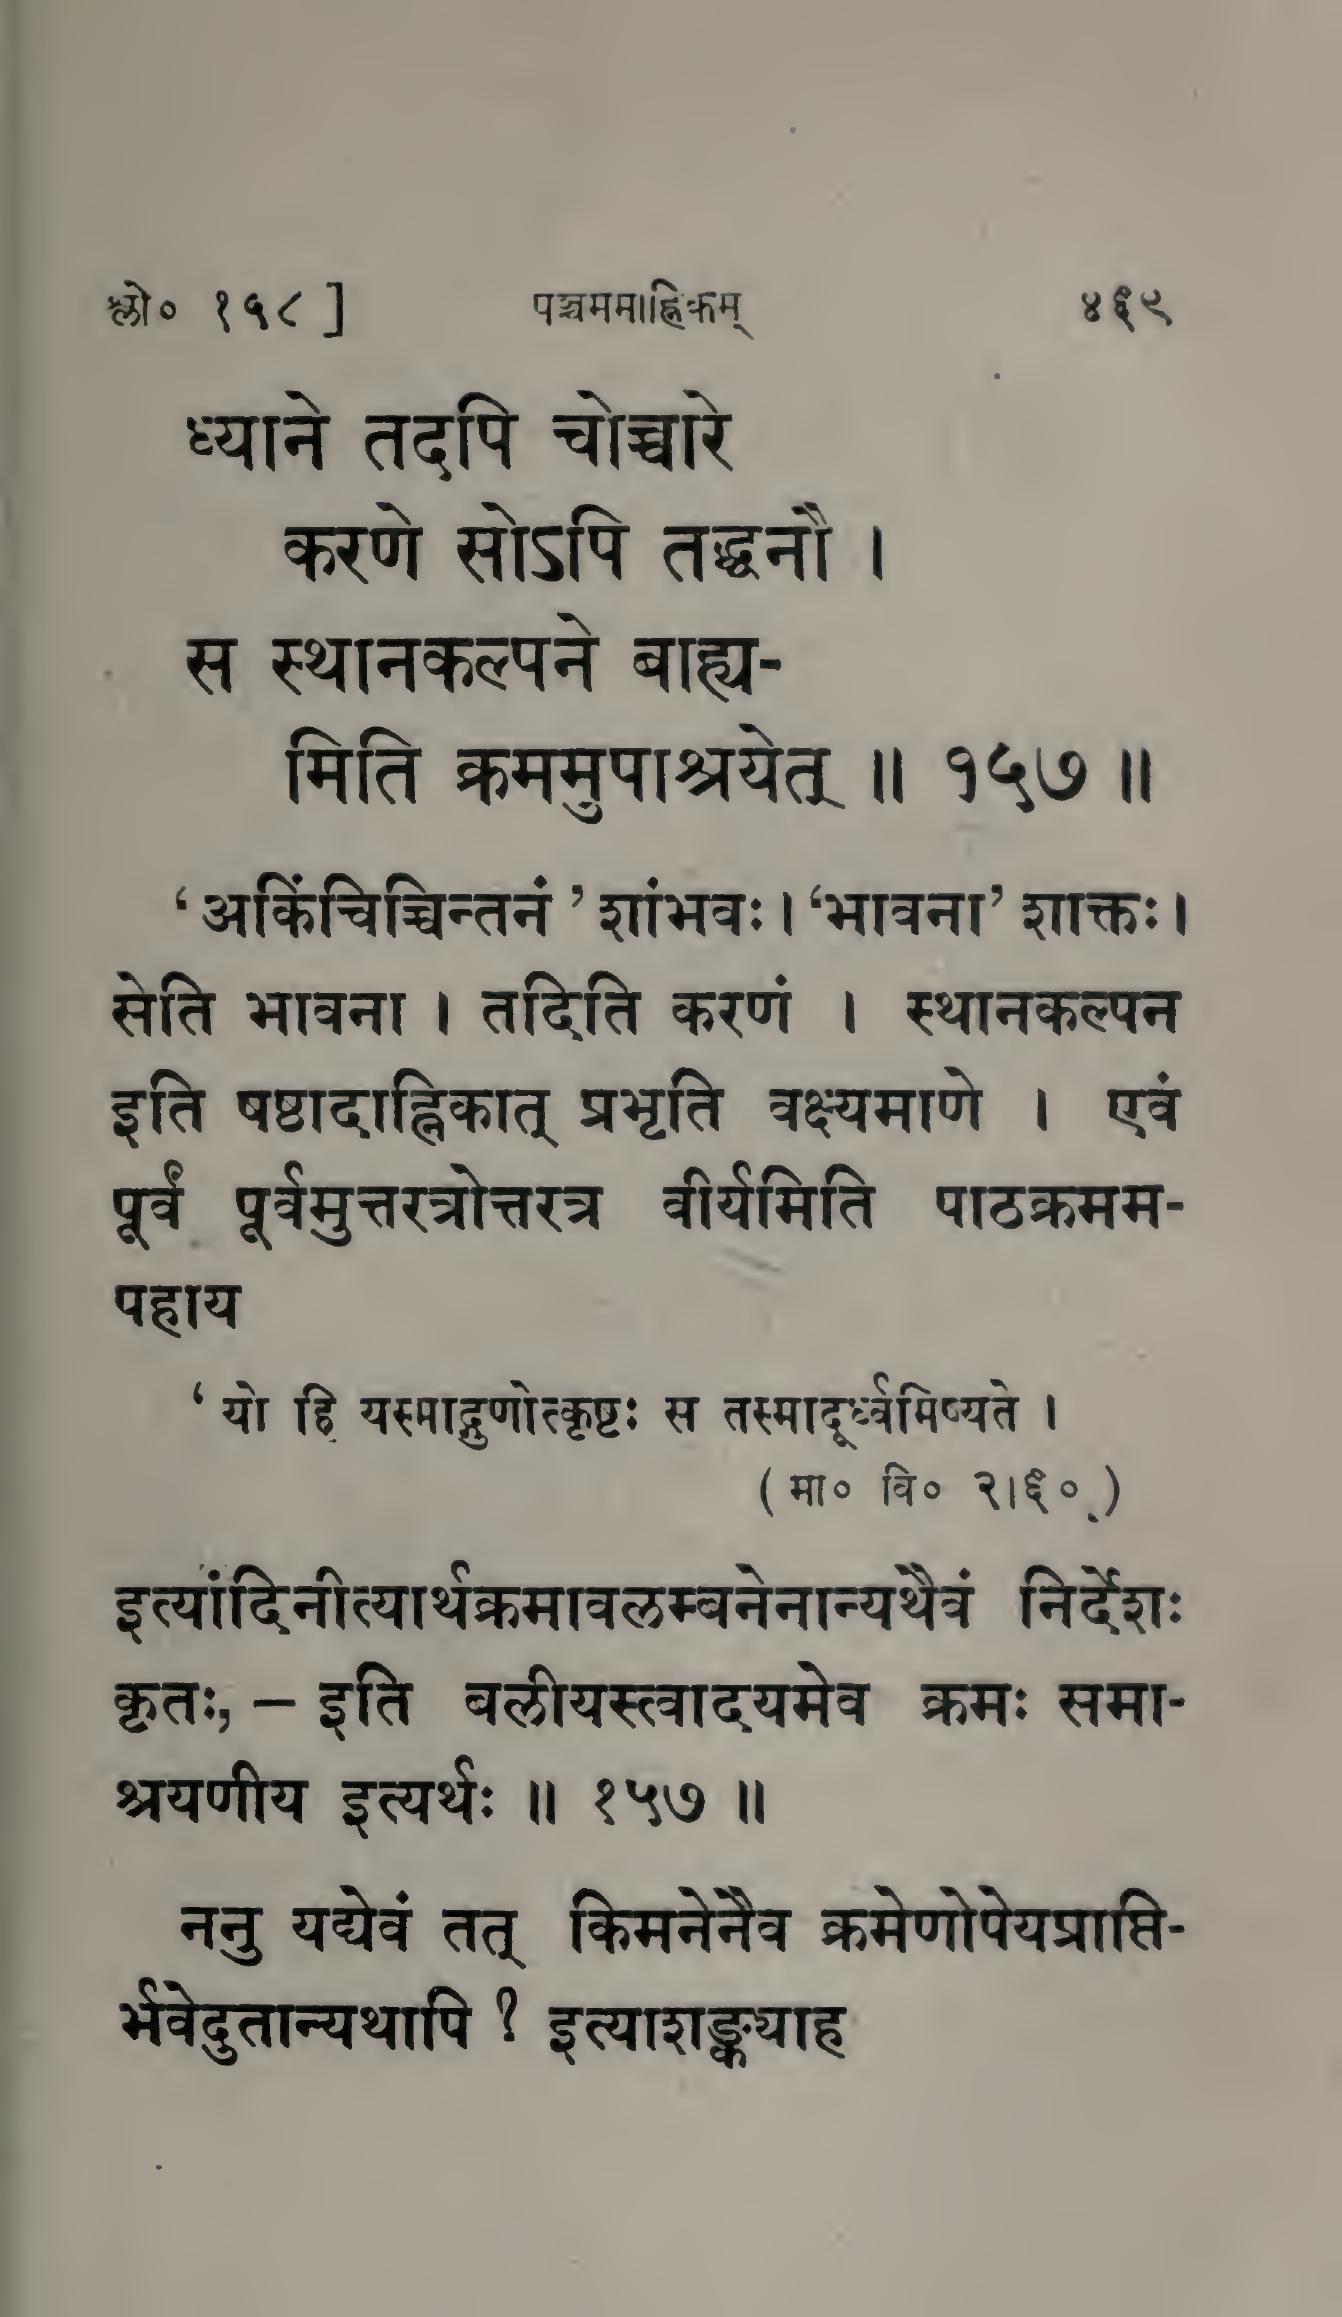 श्लो० १५८ ] पञ्चममाह्निकम् ४६९
ध्याने तदपि चोच्चारे
करणे सोऽपि तद्धनौ ।
स स्थानकल्पने बाह्य-
मिति क्रममुपाश्रयेत् ॥ १५७ ॥
‘अकिंचिच्चिन्तनं’ शांभवः । ‘भावना’ शाक्तः ।
सेति भावना । तदिति करणं । स्थानकल्पन
इति षष्ठादाह्निकात् प्रभृति वक्ष्यमाणे । एवं
पूर्वं पूर्वमुत्तरत्रोत्तरत्र वीर्यमिति पाठक्रमम-
पहाय
‘ यो हि यस्माद्गुणोत्कृष्टः स तस्मादूर्ध्वमिष्यते ।
( मा० वि० २।६० )
इत्यांदिनीत्यार्थक्रमावलम्बनेनान्यथैवं निर्देशः
कृतः, – इति बलीयस्त्वादयमेव क्रमः समा-
श्रयणीय इत्यर्थः ॥ १५७ ॥
ननु यद्येवं तत् किमनेनैव क्रमेणोपेयप्राप्ति-
र्भवेदुतान्यथापि ? इत्याशङ्क्याह